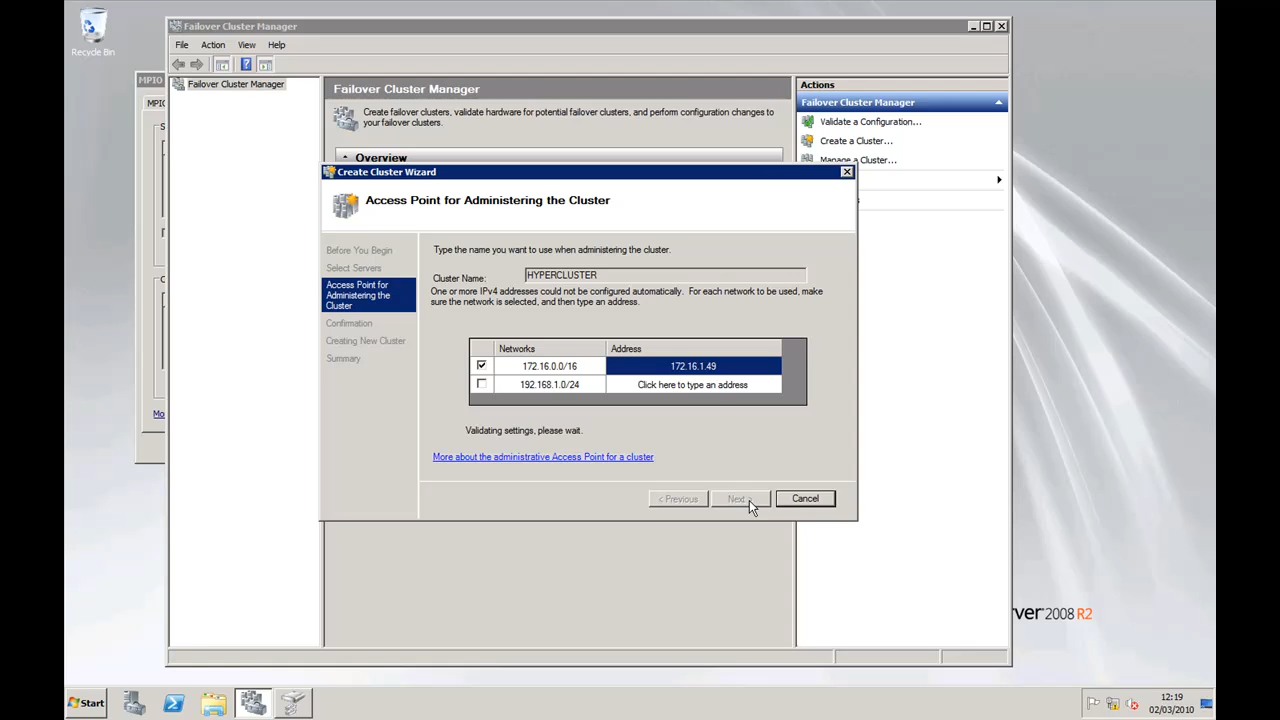 Recycle Bin
Failover Cluster Manager
File Action View Help
MPIO
MPIO
Failover Cluster Manager
Failover Cluster Manager
Create failover clusters, validate hardware for potential failover clusters, and perform configuration changes to
your failover clusters.
Overview
Actions
Failover Cluster Manager
Validate a Configuration...
Create a Cluster...
Manage a Cluster...
Create Cluster Wizard
Access Point for Administering the Cluster
Before You Begin
Select Servers
Access Point for
Administering the
Cluster
Confirmation
Creating New Cluster
Summary
Type the name you want to use when administering the cluster.
Cluster Name: HYPERCLUSTER
One or more IPv4 addresses could not be configured automatically. For each network to be used, make
sure the network is selected, and then type an address.
Networks Address
172.16.0.0/16 172.16.1.49
192.168.1.0/24 Click here to type an address
Validating settings, please wait.
More about the administrative Access Point for a cluster
< Previous Next > Cancel
Mo
ver 2008 R2
Start
12:19
02/03/2010